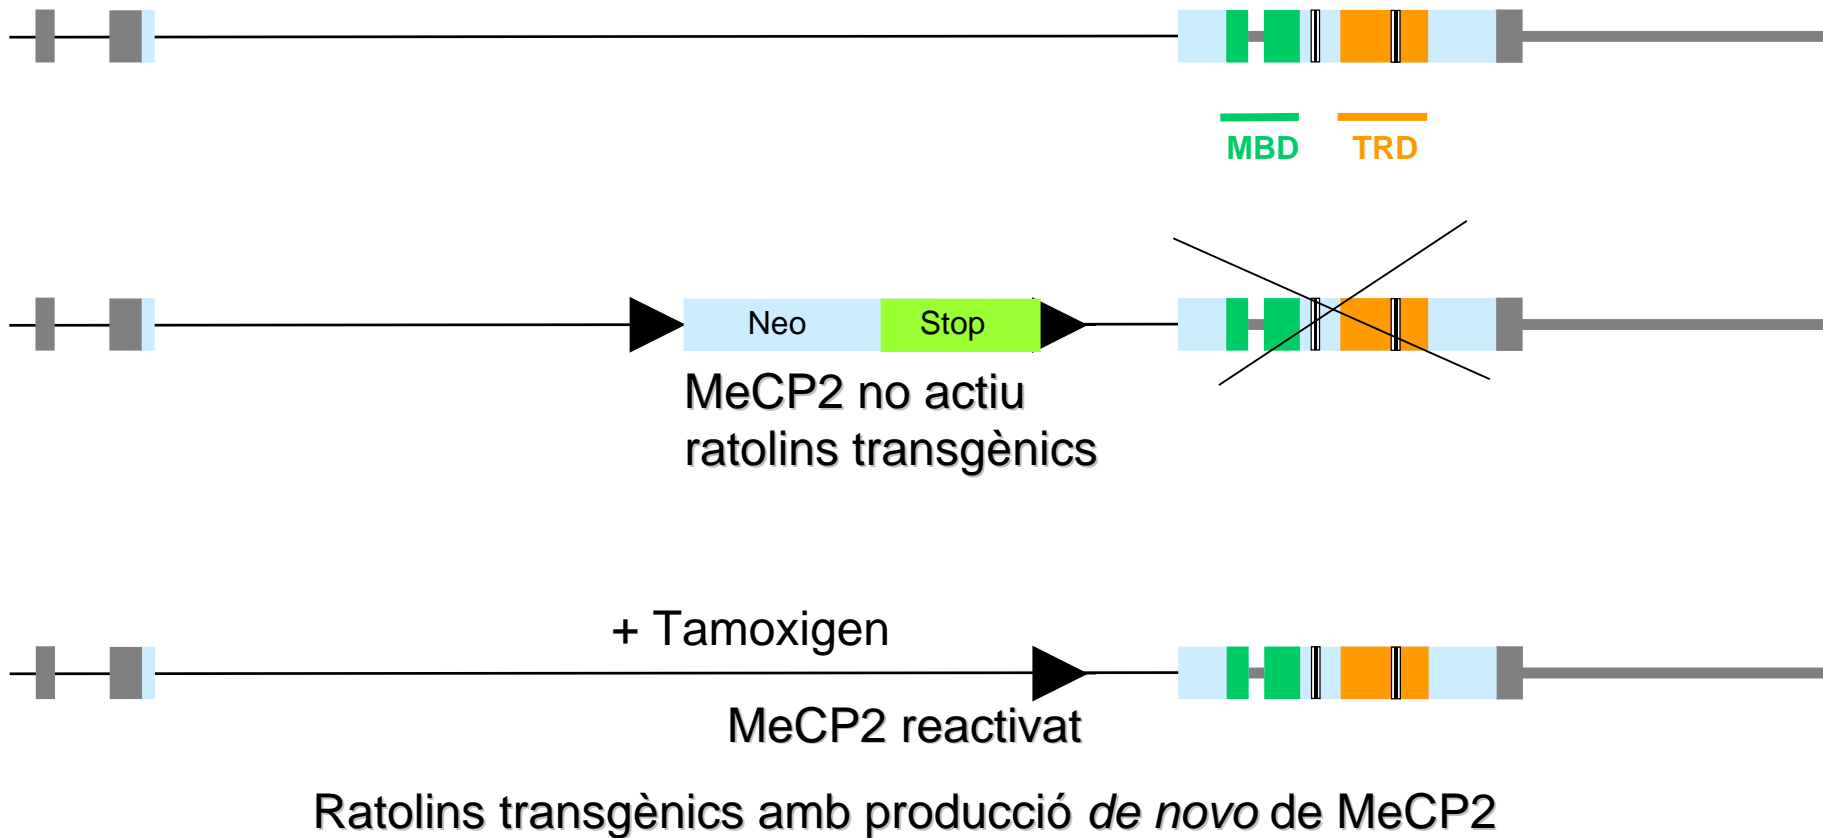 MBD TRD
Neo Stop
MeCP2 no actiu
ratolins transgènics
+ Tamoxigen
MeCP2 reactivat
Ratolins transgènics amb producció de novo de MeCP2